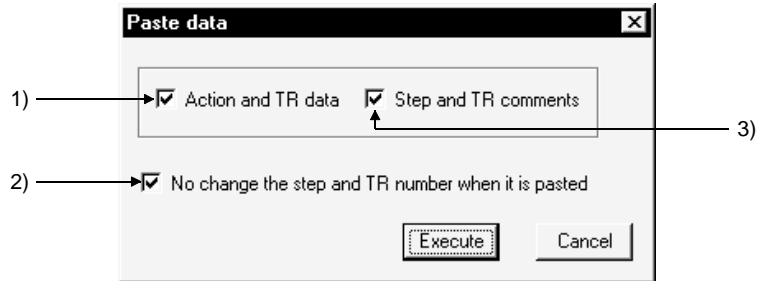 Paste data
1) Action and TR data Step and TR comments
3)
2) No change the step and TR number when it is pasted
Execute Cancel